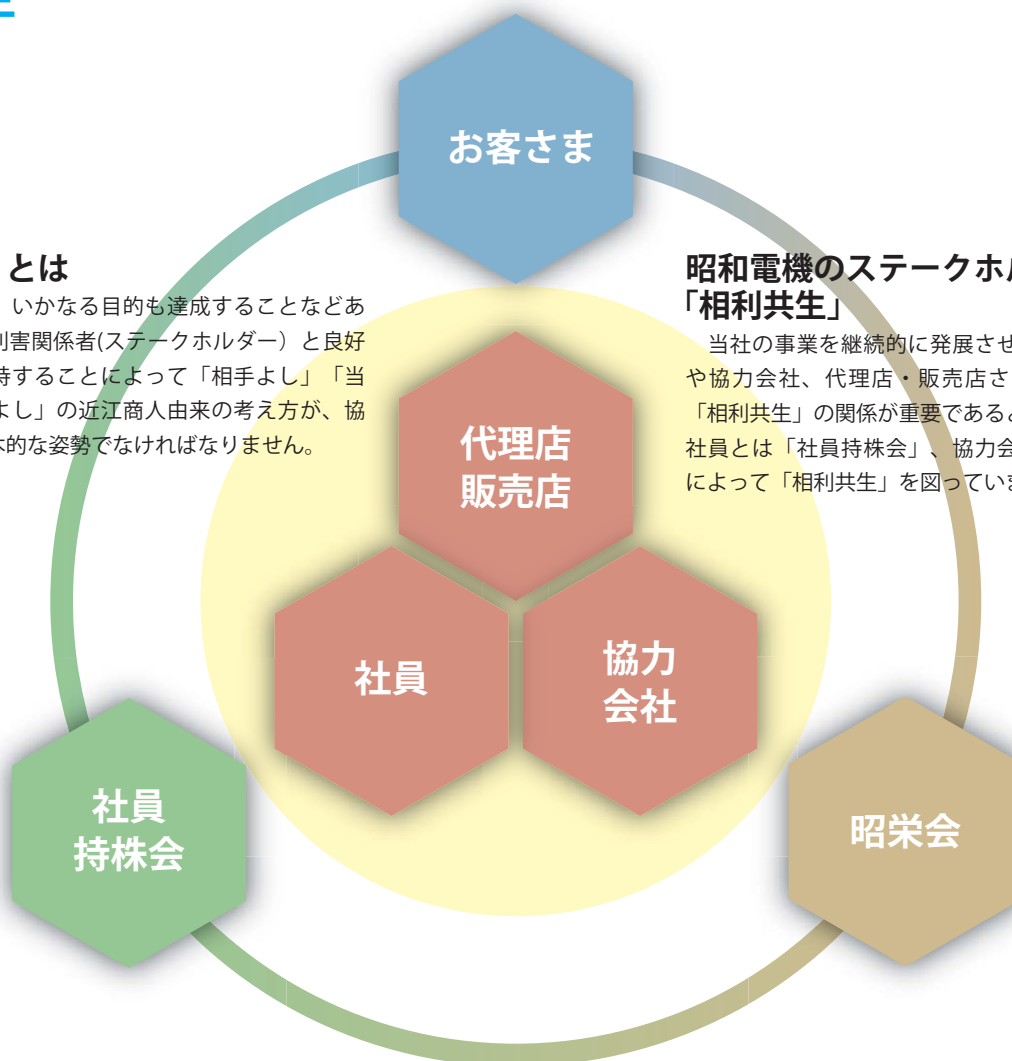 お客さま
とは
いかなる目的も達成することなどあ
害関係者(ステークホルダー）と良好
持することによって「相手よし」「当
よし」の近江商人由来の考え方が、協
的な姿勢でなければなりません。
昭和電機のステークホル
「相利共生」
当社の事業を継続的に発展させ
や協力会社、代理店・販売店さ
「相利共生」の関係が重要であると
社員とは「社員持株会」、協力会
によって「相利共生」を図っていま
代理店
販売店
社員
協力
会社
社員
持株会
昭栄会